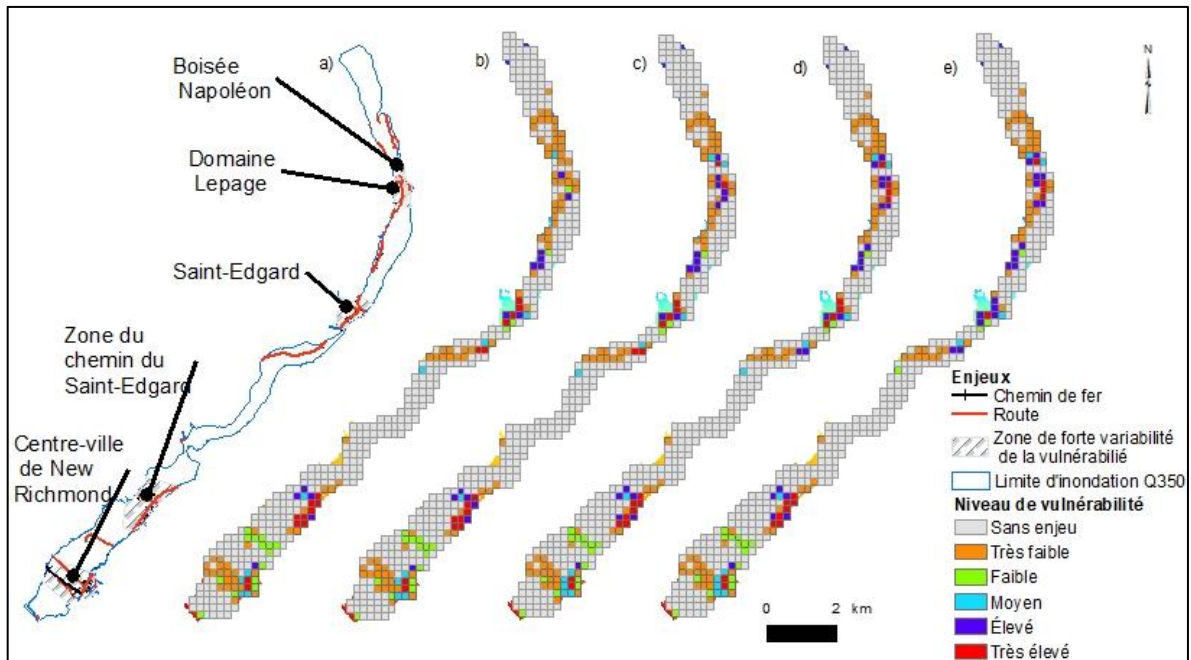 Boisée
Napoléon
Domaine
Lepage
Saint-Edgard
Zone du
chemin du
Saint-Edgard
Centre-ville
de New
Richmond
a)
b)
c)
d)
e)
N
Enjeux
Chemin de fer
Route
Zone de forte variabilité
de la vulnérabilié
Limite d'inondation Q350
Niveau de vulnérabilité
Sans enjeu
Très faible
Faible
Moyen
Élevé
Très élevé
0 2 km